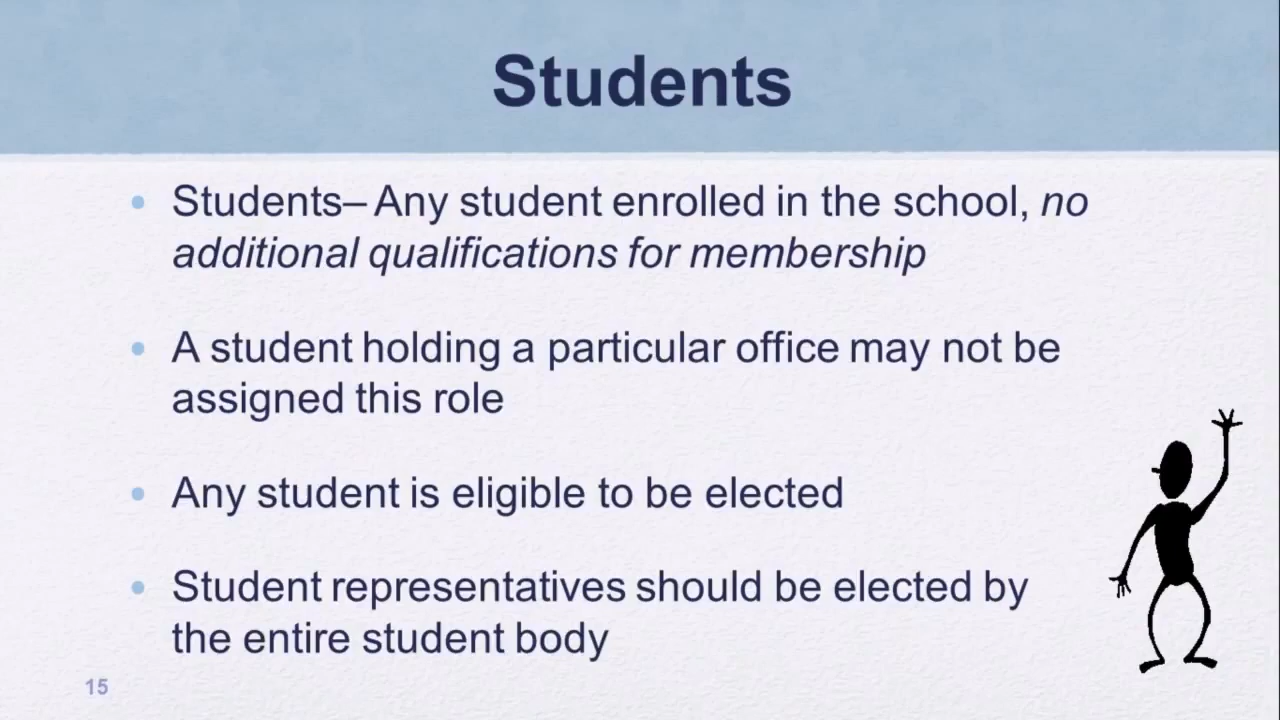 Students
• Students– Any student enrolled in the school, no
additional qualifications for membership
• A student holding a particular office may not be
assigned this role
• Any student is eligible to be elected
• Student representatives should be elected by
the entire student body
15